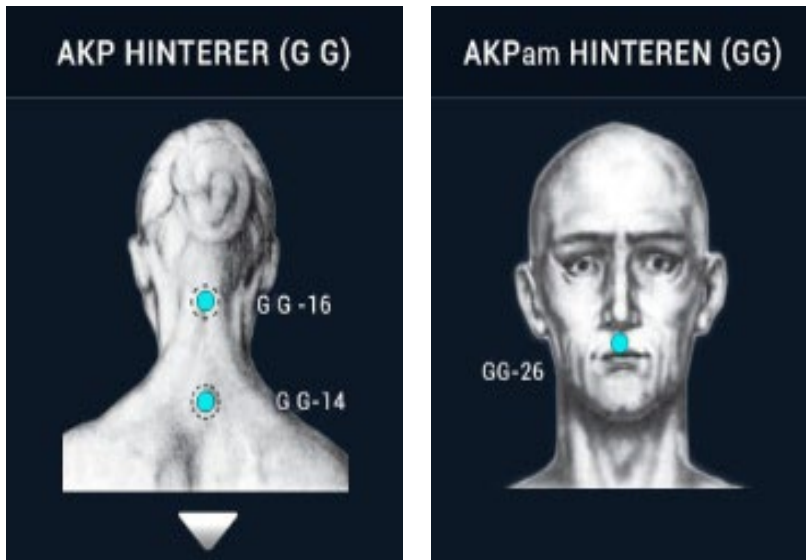 AKP HINTERER (G G)
G G -16
G G-14
AKPam HINTEREN (GG)
GG-26